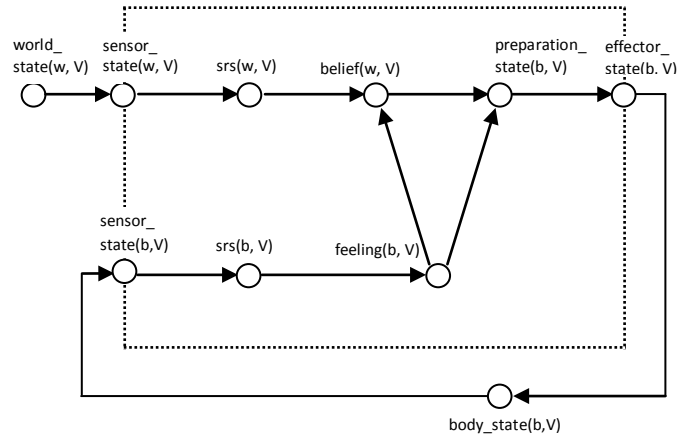 world_
state(w, V)
sensor_
state(w, V)
srs(w, V)
belief(w, V)
preparation_
state(b, V)
effector_
state(b, V)
sensor_
state(b,V)
srs(b, V)
feeling(b, V)
body_state(b,V)